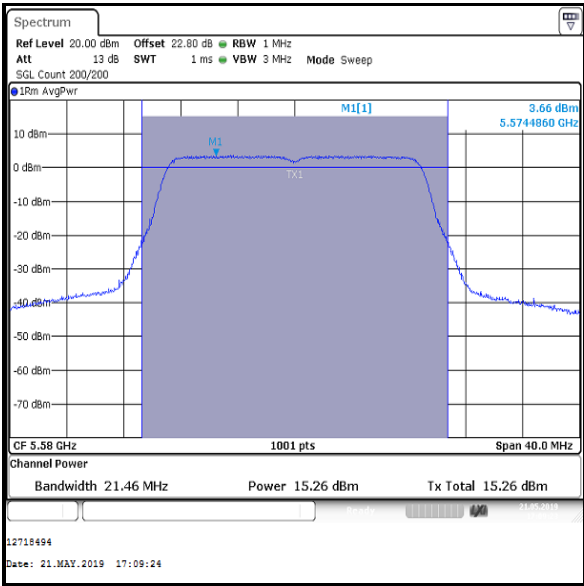 Spectrum
Ref Level 20.00 dBm Offset 22.80 dB RBW 1 MHz
Att 13 dB SWT 1 ms VBW 3 MHz Mode Sweep
SGL Count 200/200
1Rm AvgPwr
M1[1] 3.66 dBm
5.5744860 GHz
10 dBm
M1
0 dBm
TX1
-10 dBm
-20 dBm
-30 dBm
-40 dBm
-50 dBm
-60 dBm
-70 dBm
CF 5.58 GHz 1001 pts Span 40.0 MHz
Channel Power
Bandwidth 21.46 MHz Power 15.26 dBm Tx Total 15.26 dBm
Ready 21.05.2019
12718494
Date: 21.MAY.2019 17:09:24